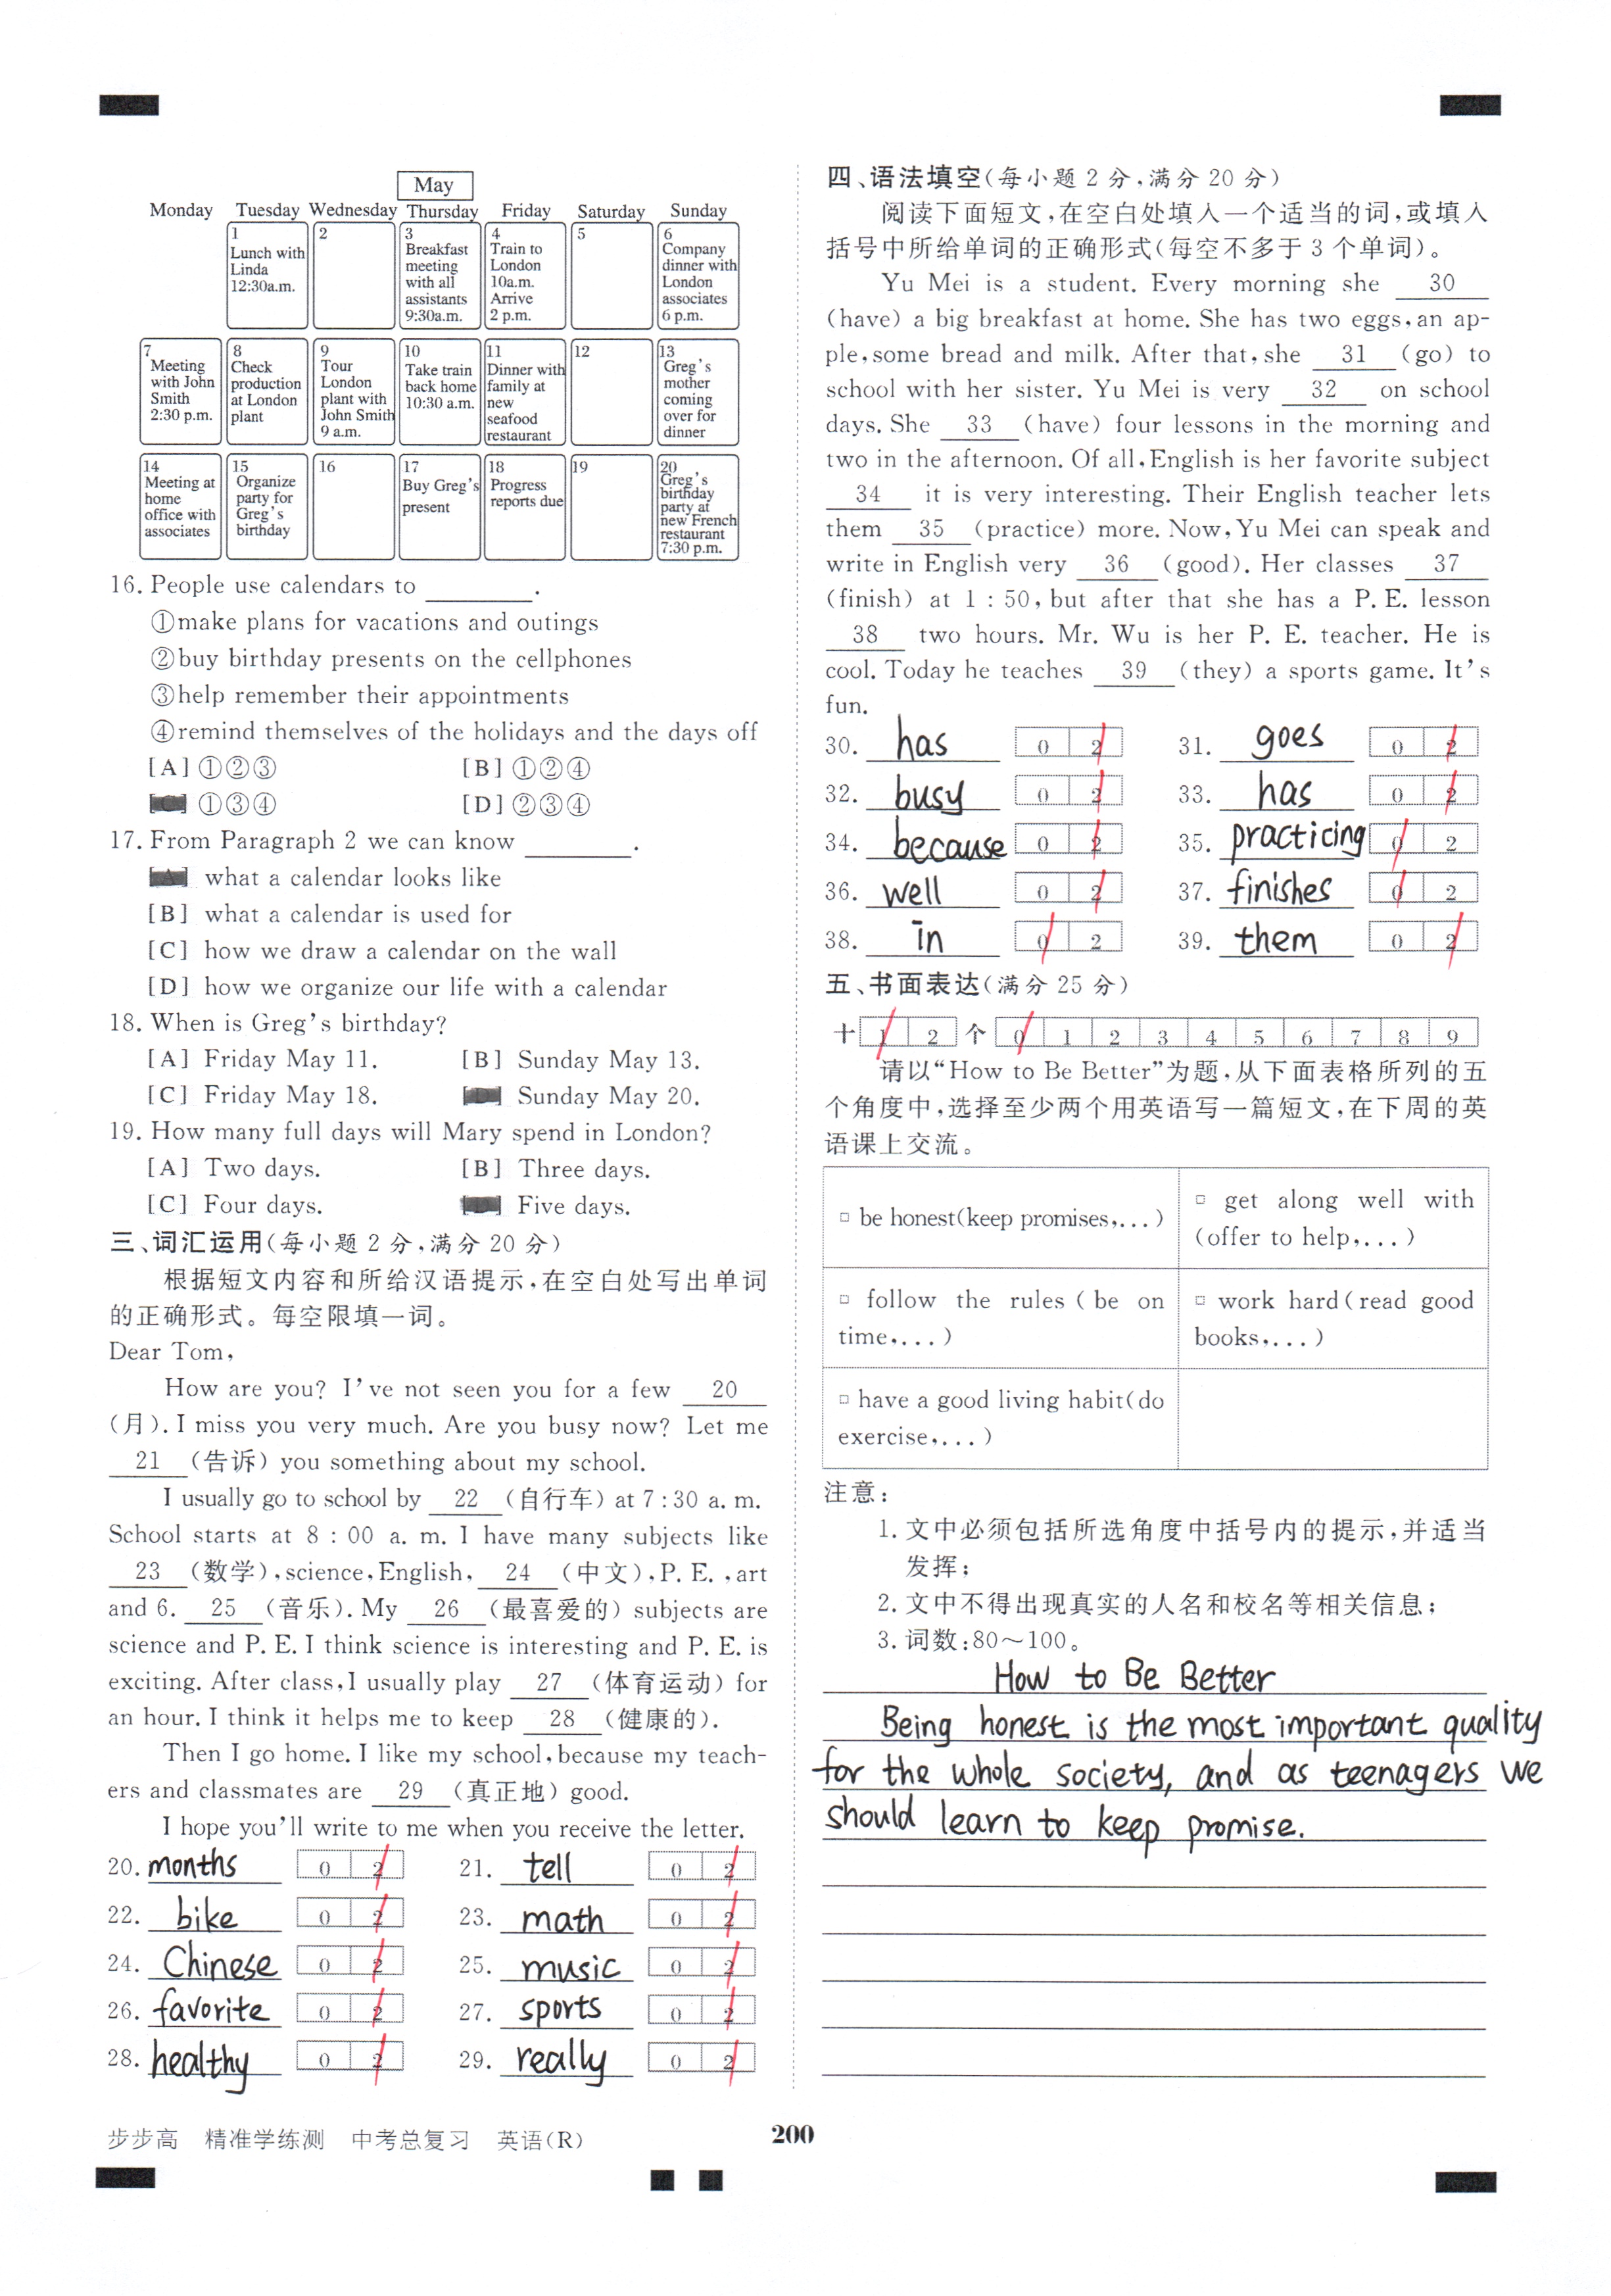 May
Monday Tuesday Wednesday Thursday Friday Saturday Sunday
1
Lunch with
Linda
12:30a.m.
2
3
Breakfast
meeting
with all
assistants
9:30a.m.
4
Train to
London
10a.m.
Arrive
2 p.m.
5
6
Company
dinner with
London
associates
6 p.m.
7
Meeting
with John
Smith
2:30 p.m.
8
Check
production
at London
plant
9
Tour
London
plant with
John Smith
9 a.m.
10
Take train
back home
10:30 a.m.
11
Dinner with
family at
new
seafood
restaurant
12
13
Greg's
mother
coming
over for
dinner
14
Meeting at
home
office with
associates
15
Organize
party for
Greg's
birthday
16
17
Buy Greg's
present
18
Progress
reports due
19
20
Greg's
birthday
party at
new French
restaurant
7:30 p.m.
16. People use calendars to ________.
①make plans for vacations and outings
②buy birthday presents on the cellphones
③help remember their appointments
④remind themselves of the holidays and the days off
[A] ①②③ [B] ①②④
[C] ①③④ [D] ②③④
17. From Paragraph 2 we can know ________.
[A] what a calendar looks like
[B] what a calendar is used for
[C] how we draw a calendar on the wall
[D] how we organize our life with a calendar
18. When is Greg's birthday?
[A] Friday May 11. [B] Sunday May 13.
[C] Friday May 18. [D] Sunday May 20.
19. How many full days will Mary spend in London?
[A] Two days. [B] Three days.
[C] Four days. [D] Five days.
三、词汇运用(每小题 2 分,满分 20 分)
根据短文内容和所给汉语提示,在空白处写出单词
的正确形式。每空限填一词。
Dear Tom,
How are you? I've not seen you for a few 20
(月). I miss you very much. Are you busy now? Let me
21 (告诉) you something about my school.
I usually go to school by 22 (自行车) at 7:30 a. m.
School starts at 8 : 00 a. m. I have many subjects like
23 (数学), science, English, 24 (中文), P. E. , art
and 6. 25 (音乐). My 26 (最喜爱的) subjects are
science and P. E. I think science is interesting and P. E. is
exciting. After class, I usually play 27 (体育运动) for
an hour. I think it helps me to keep 28 (健康的).
Then I go home. I like my school, because my teach-
ers and classmates are 29 (真正地) good.
I hope you'll write to me when you receive the letter.
20. months 0 2 21. tell 0 2
22. bike 0 2 23. math 0 2
24. Chinese 0 2 25. music 0 2
26. favorite 0 2 27. sports 0 2
28. healthy 0 2 29. really 0 2
四、语法填空(每小题 2 分,满分 20 分)
阅读下面短文,在空白处填入一个适当的词,或填入
括号中所给单词的正确形式(每空不多于 3 个单词)。
Yu Mei is a student. Every morning she 30
(have) a big breakfast at home. She has two eggs, an ap-
ple, some bread and milk. After that, she 31 (go) to
school with her sister. Yu Mei is very 32 on school
days. She 33 (have) four lessons in the morning and
two in the afternoon. Of all, English is her favorite subject
34 it is very interesting. Their English teacher lets
them 35 (practice) more. Now, Yu Mei can speak and
write in English very 36 (good). Her classes 37
(finish) at 1 : 50, but after that she has a P. E. lesson
38 two hours. Mr. Wu is her P. E. teacher. He is
cool. Today he teaches 39 (they) a sports game. It's
fun.
30. has 0 2 31. goes 0 2
32. busy 0 2 33. has 0 2
34. because 0 2 35. practicing 0 2
36. well 0 2 37. finishes 0 2
38. in 0 2 39. them 0 2
五、书面表达(满分 25 分)
十 1 2 个 0 1 2 3 4 5 6 7 8 9
请以“How to Be Better”为题,从下面表格所列的五
个角度中,选择至少两个用英语写一篇短文,在下周的英
语课上交流。
□ be honest(keep promises,...)
□ get along well with
(offer to help,...)
□ follow the rules (be on
time,...)
□ work hard(read good
books,...)
□ have a good living habit(do
exercise,...)
注意:
1. 文中必须包括所选角度中括号内的提示,并适当
发挥;
2. 文中不得出现真实的人名和校名等相关信息;
3. 词数:80～100。
How to Be Better
Being honest is the most important quality
for the whole society, and as teenagers we
should learn to keep promise.
步步高 精准学练测 中考总复习 英语(R)
200